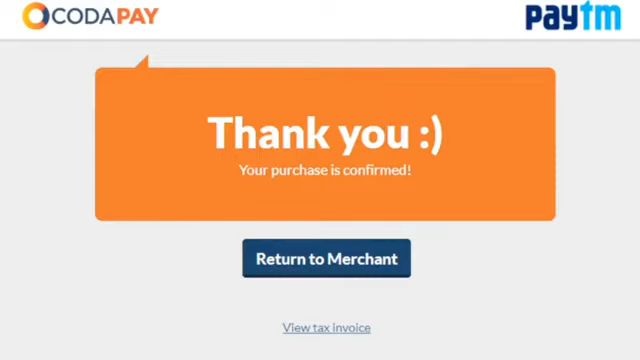 CODAPAY
paytm
Thank you :)
Your purchase is confirmed!
Return to Merchant
View tax invoice